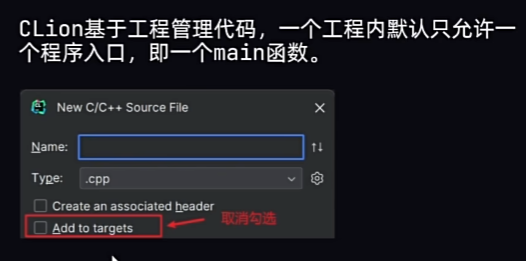 CLion基于工程管理代码，一个工程内默认只允许一
个程序入口，即一个main函数。
New C/C++ Source File
Name:
Type: .cpp
Create an associated header
Add to targets 取消勾选